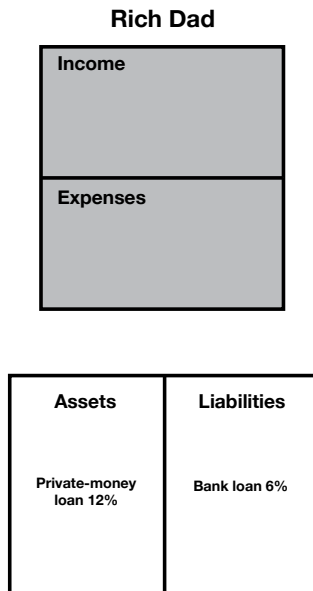 Rich Dad
Income
Expenses
Assets
Liabilities
Private-money
loan 12%
Bank loan 6%